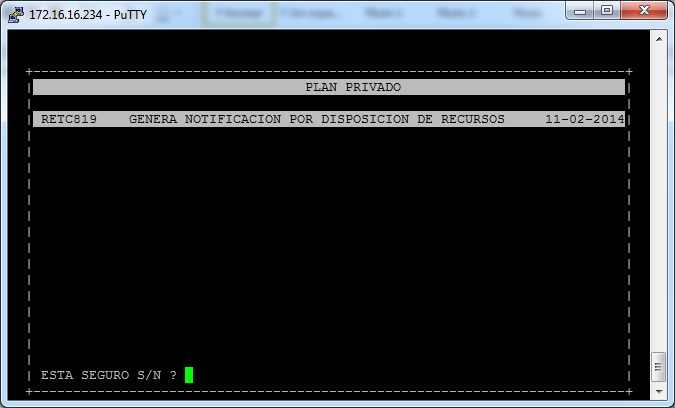 172.16.16.234 - PuTTY
PLAN PRIVADO
RETC819 GENERA NOTIFICACION POR DISPOSICION DE RECURSOS 11-02-2014
ESTA SEGURO S/N ?